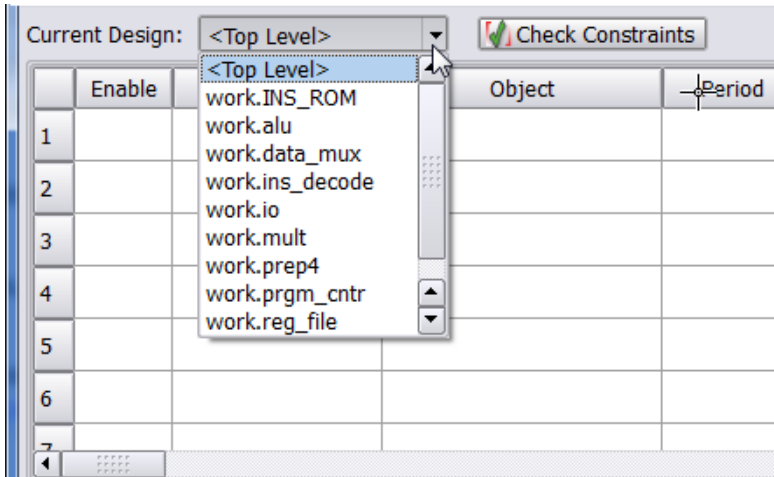 Current Design: <Top Level> Check Constraints
Enable Object Period
<Top Level>
work.INS_ROM
work.alu
work.data_mux
work.ins_decode
work.io
work.mult
work.prep4
work.prgm_cntr
work.reg_file
1
2
3
4
5
6
7